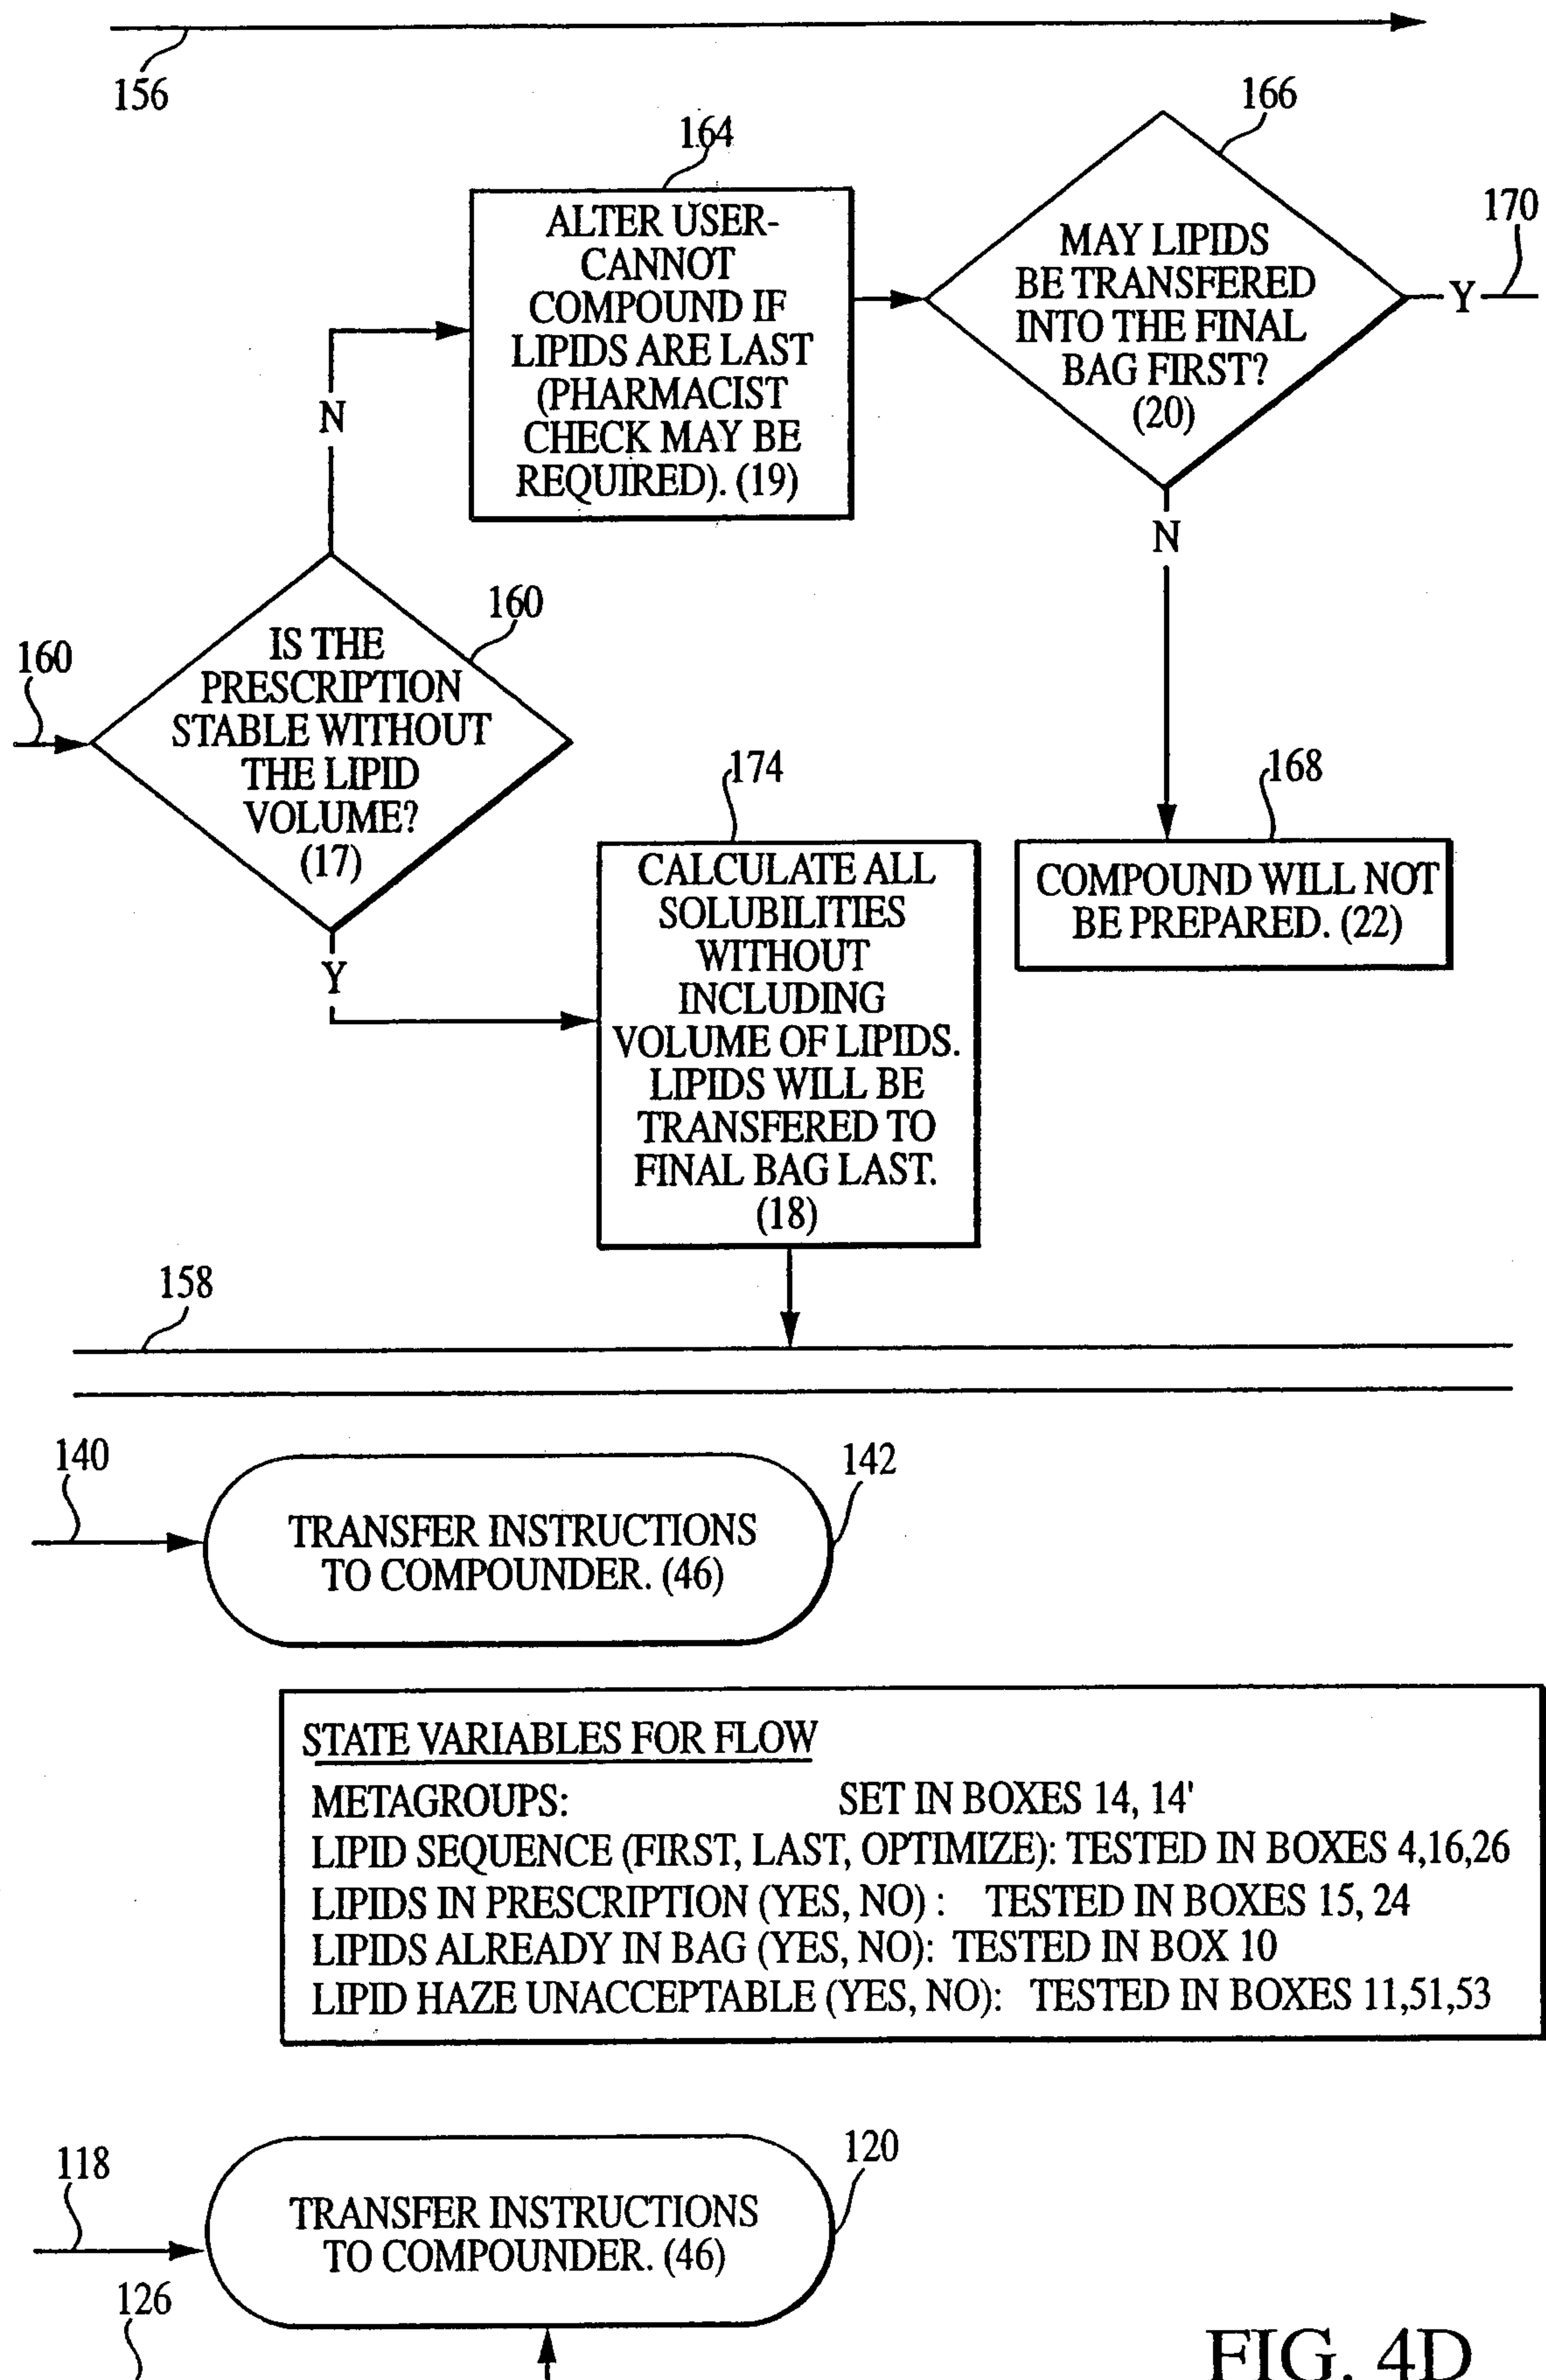 156
166
164
170
ALTER USER-
CANNOT
COMPOUND IF
LIPIDS ARE LAST
(PHARMACIST
CHECK MAY BE
REQUIRED). (19)
MAY LIPIDS
BE TRANSFERED
INTO THE FINAL
BAG FIRST?
(20)
Y
N
N
160
160
IS THE
PRESCRIPTION
STABLE WITHOUT
THE LIPID
VOLUME?
(17)
Y
174
168
CALCULATE ALL
SOLUBILITIES
WITHOUT
INCLUDING
VOLUME OF LIPIDS.
LIPIDS WILL BE
TRANSFERED TO
FINAL BAG LAST.
(18)
COMPOUND WILL NOT
BE PREPARED. (22)
158
140
142
TRANSFER INSTRUCTIONS
TO COMPOUNDER. (46)
STATE VARIABLES FOR FLOW
METAGROUPS: SET IN BOXES 14, 14'
LIPID SEQUENCE (FIRST, LAST, OPTIMIZE): TESTED IN BOXES 4,16,26
LIPIDS IN PRESCRIPTION (YES, NO) : TESTED IN BOXES 15, 24
LIPIDS ALREADY IN BAG (YES, NO): TESTED IN BOX 10
LIPID HAZE UNACCEPTABLE (YES, NO): TESTED IN BOXES 11,51,53
118
120
TRANSFER INSTRUCTIONS
TO COMPOUNDER. (46)
126
FIG. 4D